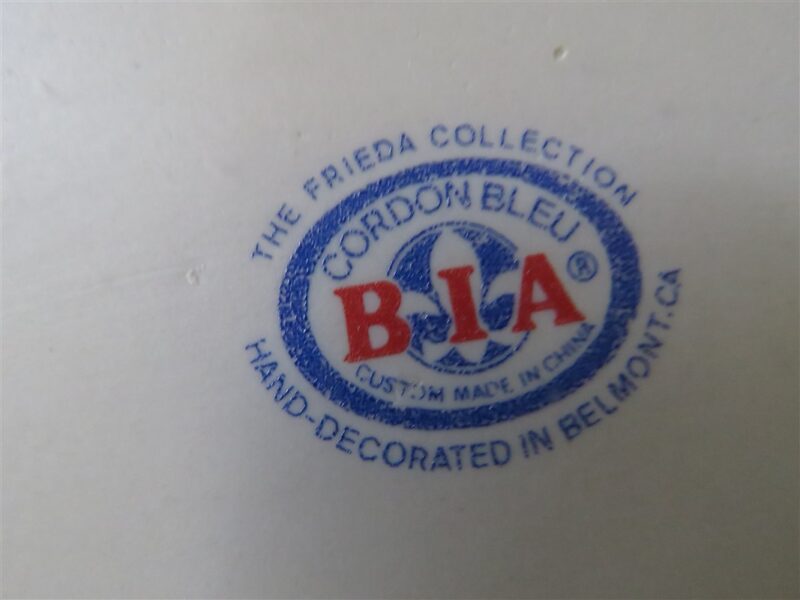 THE FRIEDA COLLECTION
CORDON BLEU
BIA®
CUSTOM MADE IN CHINA
HAND-DECORATED IN BELMONT.CA